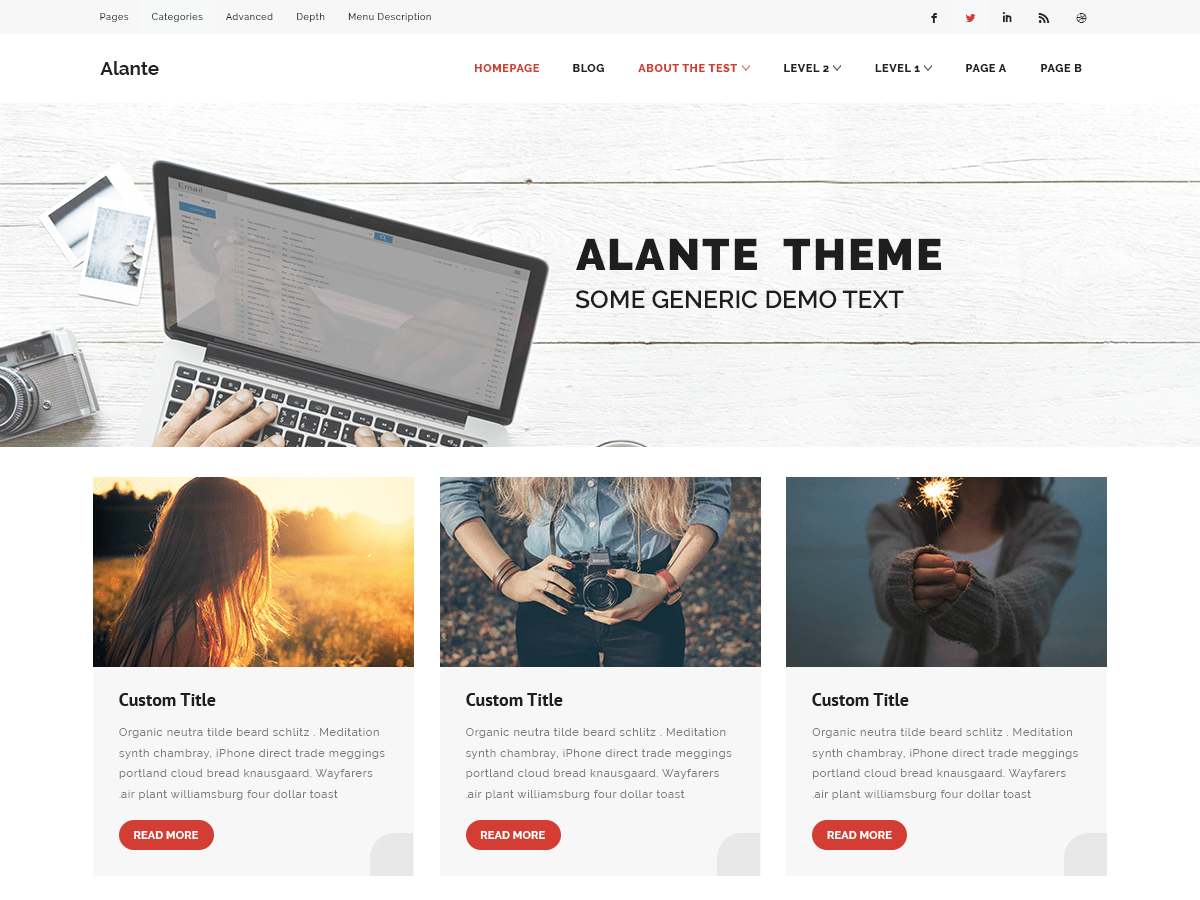 Pages Categories Advanced Depth Menu Description
Alante
HOMEPAGE BLOG ABOUT THE TEST LEVEL 2 LEVEL 1 PAGE A PAGE B
Email
ALANTE THEME
SOME GENERIC DEMO TEXT
Custom Title
Organic neutra tilde beard schlitz . Meditation
synth chambray, iPhone direct trade meggings
portland cloud bread knausgaard. Wayfarers
.air plant williamsburg four dollar toast
READ MORE
Custom Title
Organic neutra tilde beard schlitz . Meditation
synth chambray, iPhone direct trade meggings
portland cloud bread knausgaard. Wayfarers
.air plant williamsburg four dollar toast
READ MORE
Custom Title
Organic neutra tilde beard schlitz . Meditation
synth chambray, iPhone direct trade meggings
portland cloud bread knausgaard. Wayfarers
.air plant williamsburg four dollar toast
READ MORE